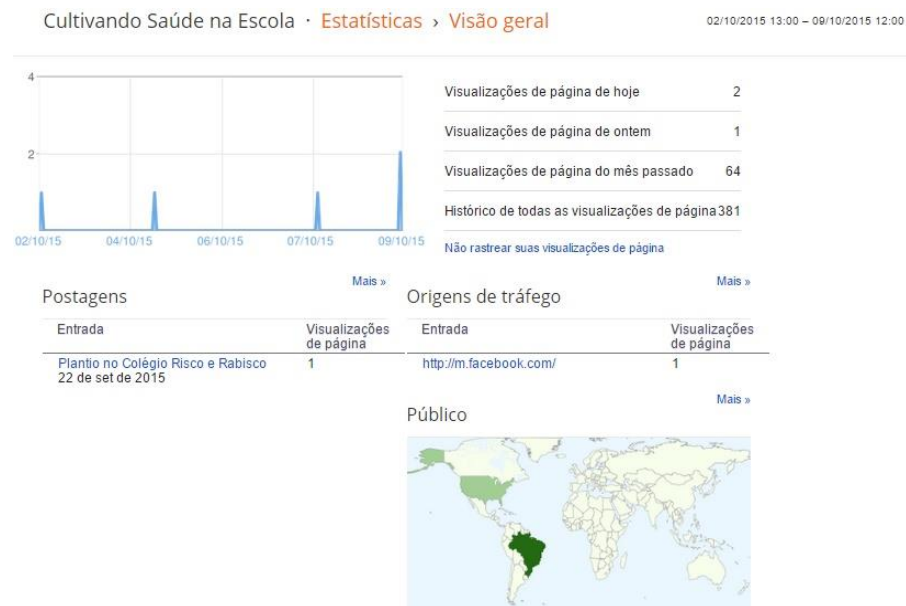 Cultivando Saúde na Escola · Estatísticas › Visão geral
02/10/2015 13:00 – 09/10/2015 12:00
4
2
02/10/15 04/10/15 06/10/15 07/10/15 09/10/15
Visualizações de página de hoje 2
Visualizações de página de ontem 1
Visualizações de página do mês passado 64
Histórico de todas as visualizações de página 381
Não rastrear suas visualizações de página
Mais »
Postagens
Entrada Visualizações
de página
Plantio no Colégio Risco e Rabisco 1
22 de set de 2015
Mais »
Origens de tráfego
Entrada Visualizações
de página
http://m.facebook.com/ 1
Mais »
Público